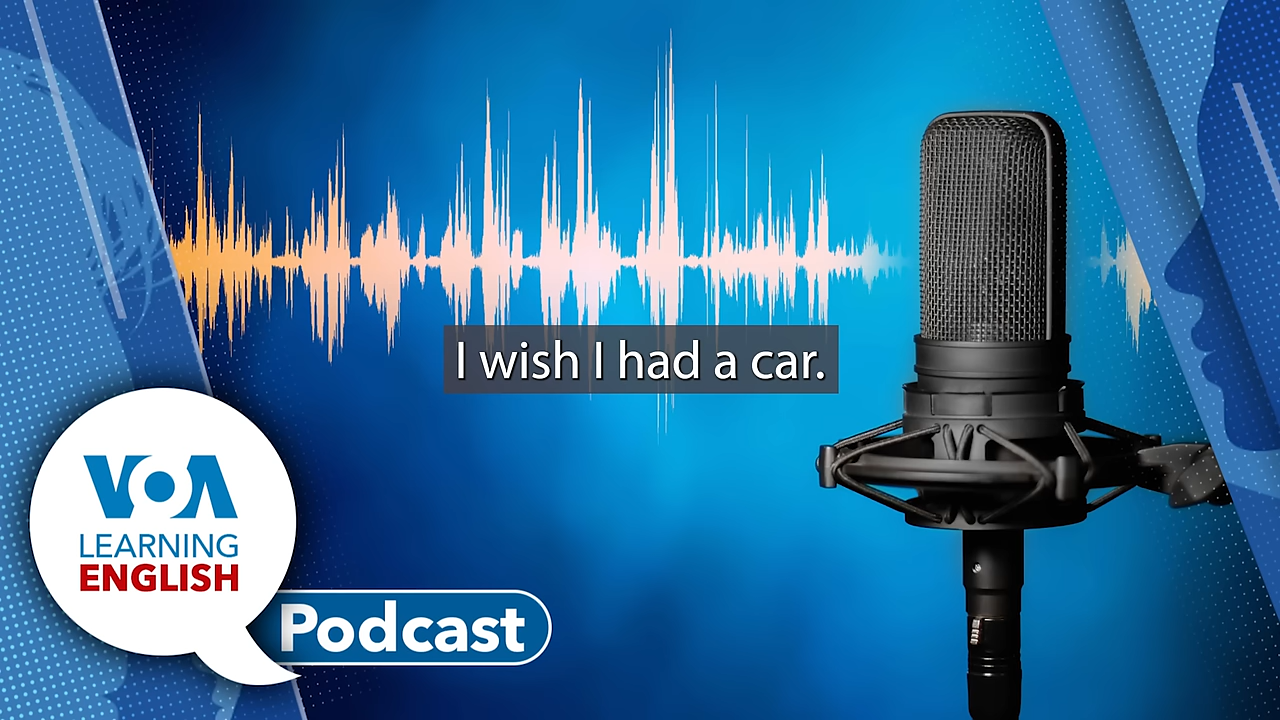 I wish I had a car.
VOA
LEARNING
ENGLISH
Podcast